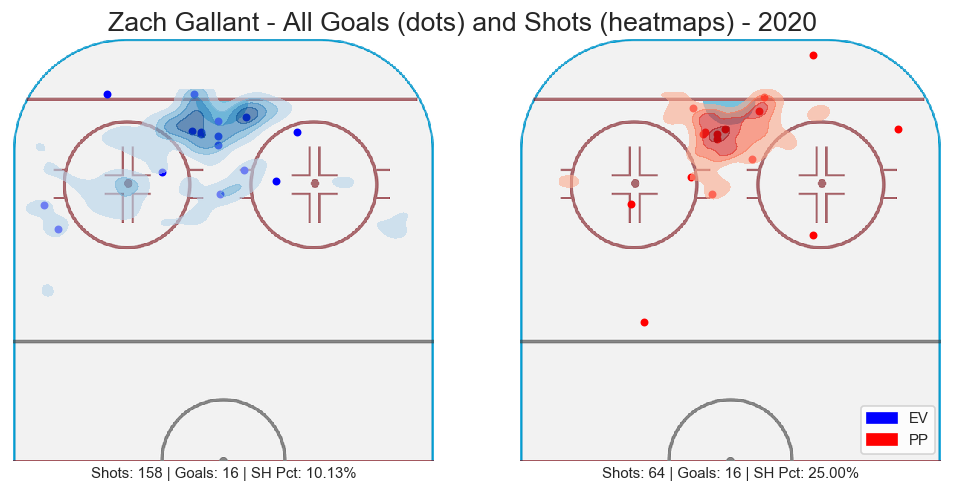 Zach Gallant - All Goals (dots) and Shots (heatmaps) - 2020
EV
PP
Shots: 158 | Goals: 16 | SH Pct: 10.13%
Shots: 64 | Goals: 16 | SH Pct: 25.00%